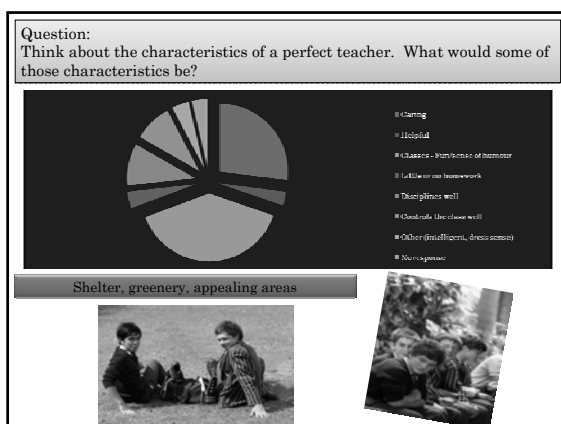 Question:
Think about the characteristics of a perfect teacher. What would some of
those characteristics be?
Caring
Helpful
Classes - Fun/sense of humour
Little or no homework
Disciplines well
Controls the class well
Other (intelligent, dress sense)
No response
Shelter, greenery, appealing areas